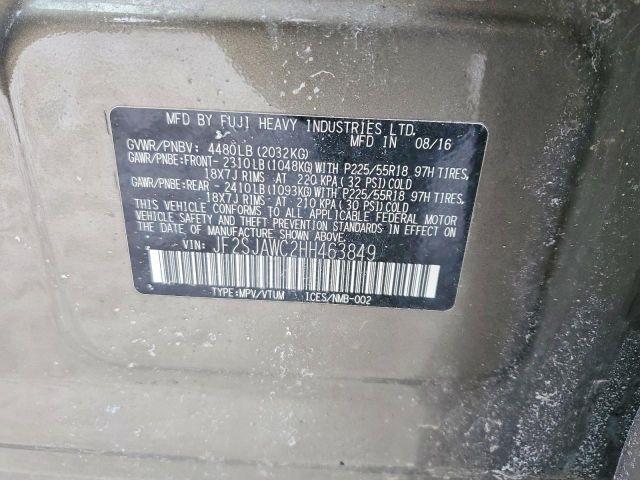 MFD BY FUJI HEAVY INDUSTRIES LTD.
MFD IN 08/16
GVWR/PNBV: 4480LB (2032KG)
GAWR/PNBE:FRONT- 2310LB (1048KG) WITH P225/55R18 97H TIRES,
18X7J RIMS AT 220 KPA (32 PSI) COLD
GAWR/PNBE:REAR - 2410LB (1093KG) WITH P225/55R18 97H TIRES,
18X7J RIMS AT 210 KPA (30 PSI) COLD
THIS VEHICLE CONFORMS TO ALL APPLICABLE FEDERAL MOTOR
VEHICLE SAFETY AND THEFT PREVENTION STANDARDS IN EFFECT ON
THE DATE OF MANUFACTURE SHOWN ABOVE.
VIN: JF2SJAWC2HH463849
TYPE:MPV/VTUM ICES/NMB-002